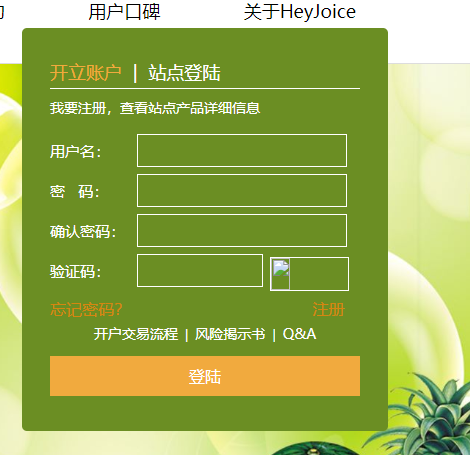 用户口碑 关于HeyJoice
开立账户 | 站点登陆
我要注册，查看站点产品详细信息
用户名：
密 码：
确认密码：
验证码：
忘记密码？ 注册
开户交易流程 | 风险揭示书 | Q&A
登陆